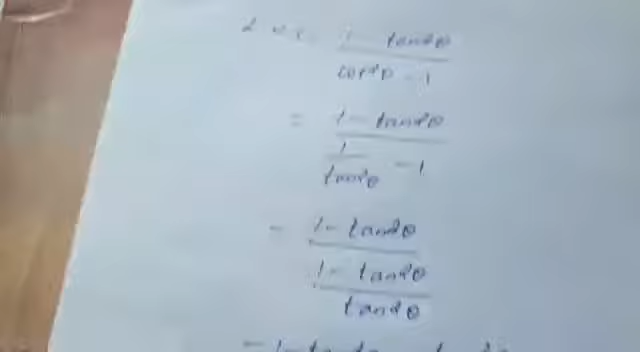 1 - tan²θ
cot²θ - 1
= 1 - tan²θ
1
tan²θ - 1
= 1 - tan²θ
1 - tan²θ
tan²θ